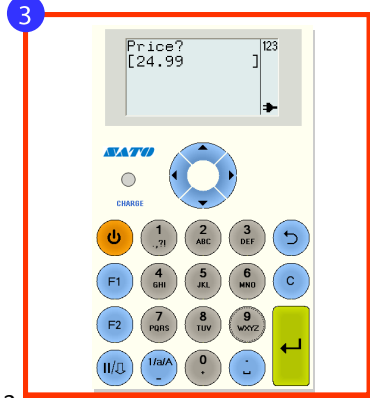 3
Price? 123
[24.99 ]
SATO
CHARGE
1 .,?!
2 ABC
3 DEF
F1
4 GHI
5 JKL
6 MNO
C
F2
7 PQRS
8 TUV
9 WXYZ
1/a/A _
0 +